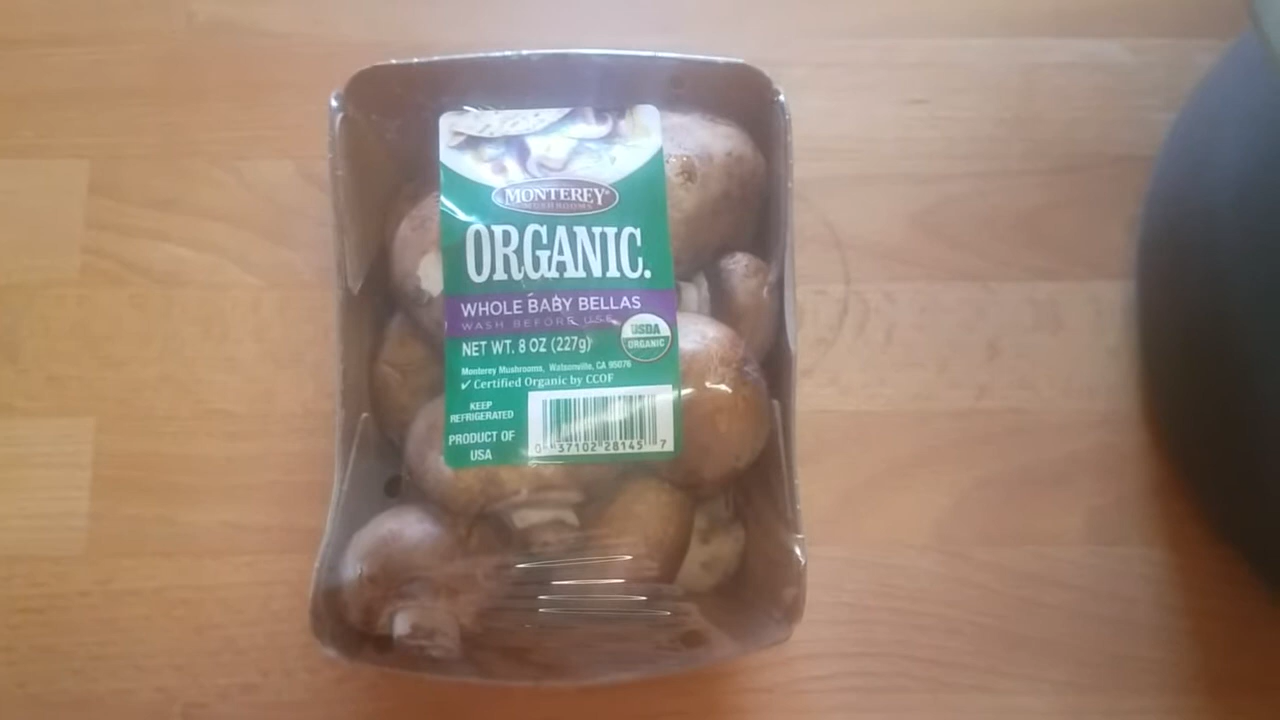 MONTEREY®
MUSHROOMS
ORGANIC.
WHOLE BABY BELLAS
WASH BEFORE USE
NET WT. 8 OZ (227g)
USDA
ORGANIC
Monterey Mushrooms, Watsonville, CA 95076
✔ Certified Organic by CCOF
KEEP
REFRIGERATED
PRODUCT OF
USA
0 37102 28145 7